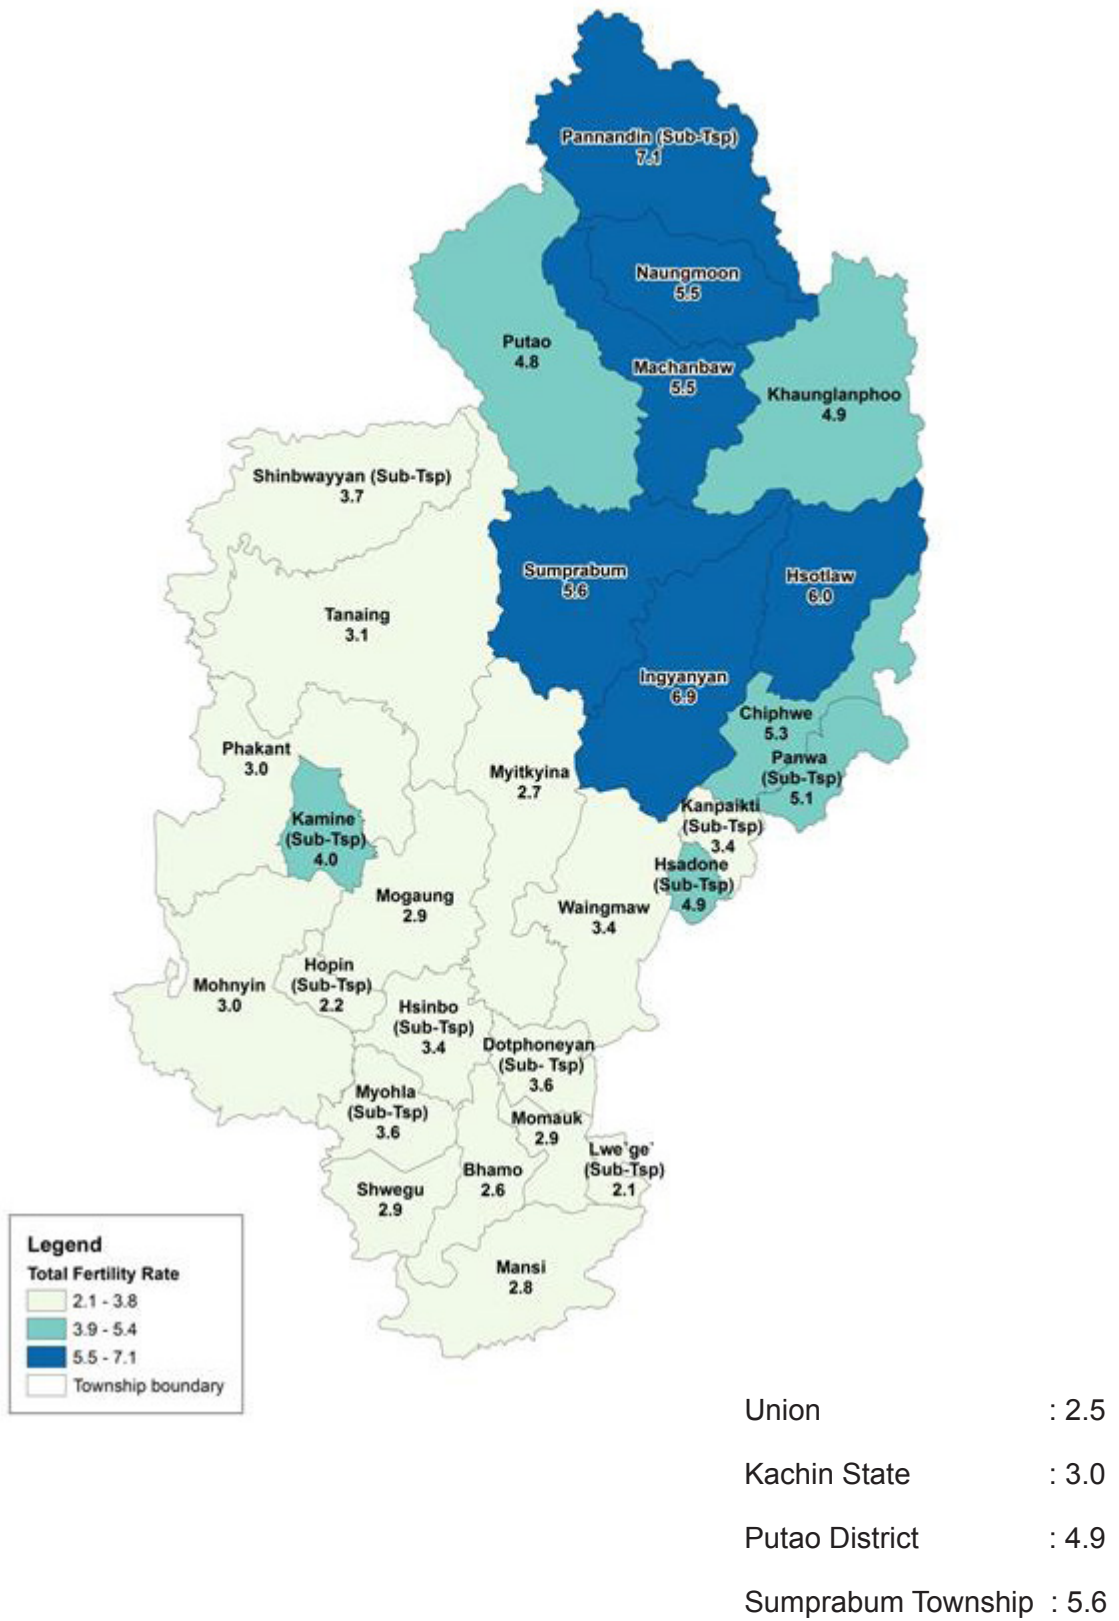 Pannandin (Sub-Tsp)
7.1
Naungmoon
5.5
Putao
4.8
Machanbaw
5.5
Khaunglanphoo
4.9
Shinbwayyan (Sub-Tsp)
3.7
Sumprabum
5.6
Hsotlaw
6.0
Tanaing
3.1
Ingyanyan
6.9
Chiphwe
5.3
Phakant
3.0
Myitkyina
2.7
Panwa
(Sub-Tsp)
5.1
Kanpaikti
(Sub-Tsp)
3.4
Kamine
(Sub-Tsp)
4.0
Hsadone
(Sub-Tsp)
4.9
Mogaung
2.9
Waingmaw
3.4
Hopin
(Sub-Tsp)
2.2
Mohnyin
3.0
Hsinbo
(Sub-Tsp)
3.4
Dotphoneyan
(Sub- Tsp)
3.6
Myohla
(Sub-Tsp)
3.6
Momauk
2.9
Lwe`ge`
(Sub-Tsp)
2.1
Bhamo
2.6
Shwegu
2.9
Mansi
2.8
Legend
Total Fertility Rate
2.1 - 3.8
3.9 - 5.4
5.5 - 7.1
Township boundary
Union : 2.5
Kachin State : 3.0
Putao District : 4.9
Sumprabum Township : 5.6